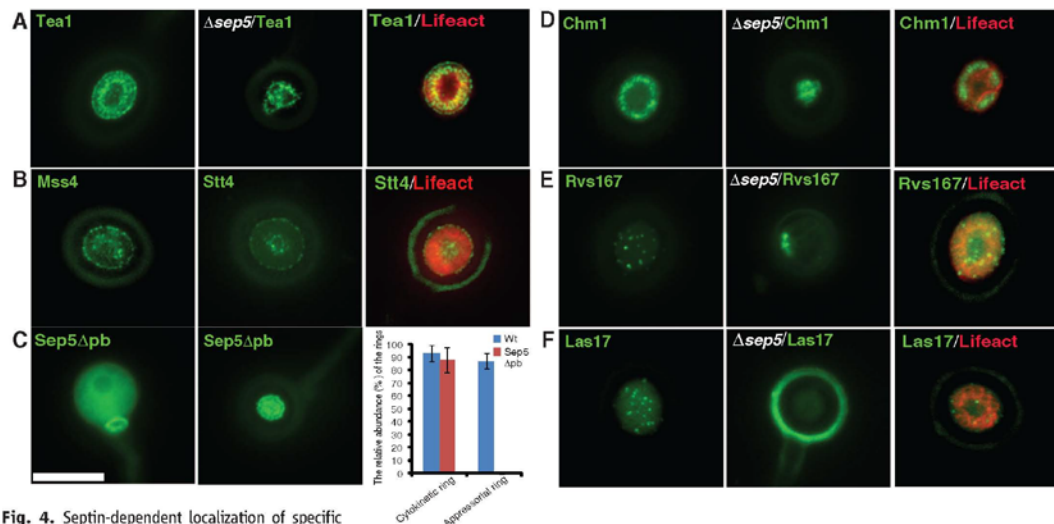 A Tea1 Δsep5/Tea1 Tea1/Lifeact
B Mss4 Stt4 Stt4/Lifeact
C Sep5Δpb Sep5Δpb
The relative abundance (%) of the rings
100
90
80
70
60
50
40
30
20
10
0
Wt
Sep5
Δpb
Cytokinetic ring
Appressorial ring
D Chm1 Δsep5/Chm1 Chm1/Lifeact
E Rvs167 Δsep5/Rvs167 Rvs167/Lifeact
F Las17 Δsep5/Las17 Las17/Lifeact
Fig. 4. Septin-dependent localization of specific